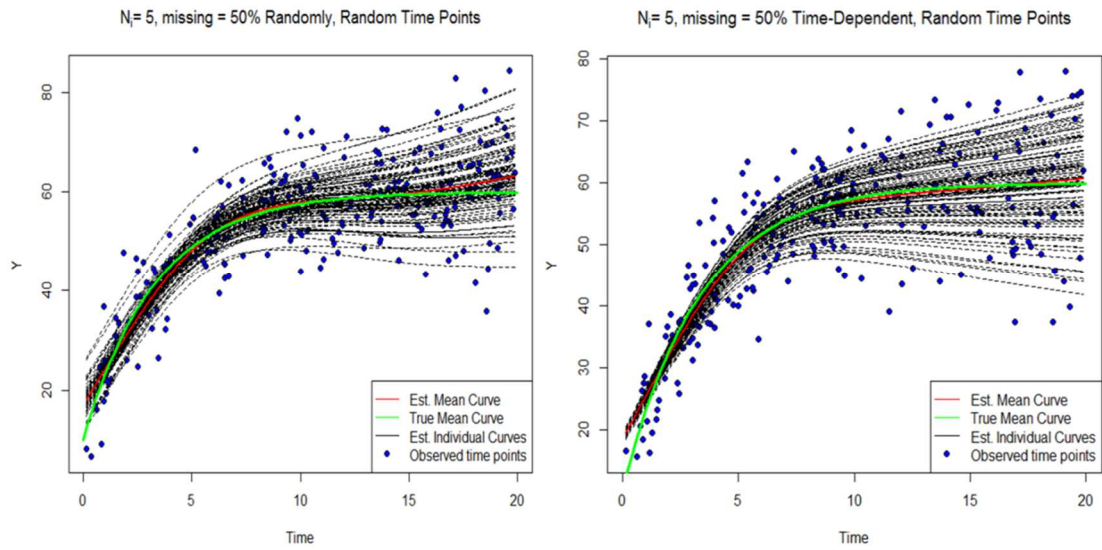 Nᵢ= 5, missing = 50% Randomly, Random Time Points
80
60
40
20
Y
0 5 10 15 20
Time
Est. Mean Curve
True Mean Curve
Est. Individual Curves
Observed time points
Nᵢ= 5, missing = 50% Time-Dependent, Random Time Points
80
70
60
50
40
30
20
Y
0 5 10 15 20
Time
Est. Mean Curve
True Mean Curve
Est. Individual Curves
Observed time points